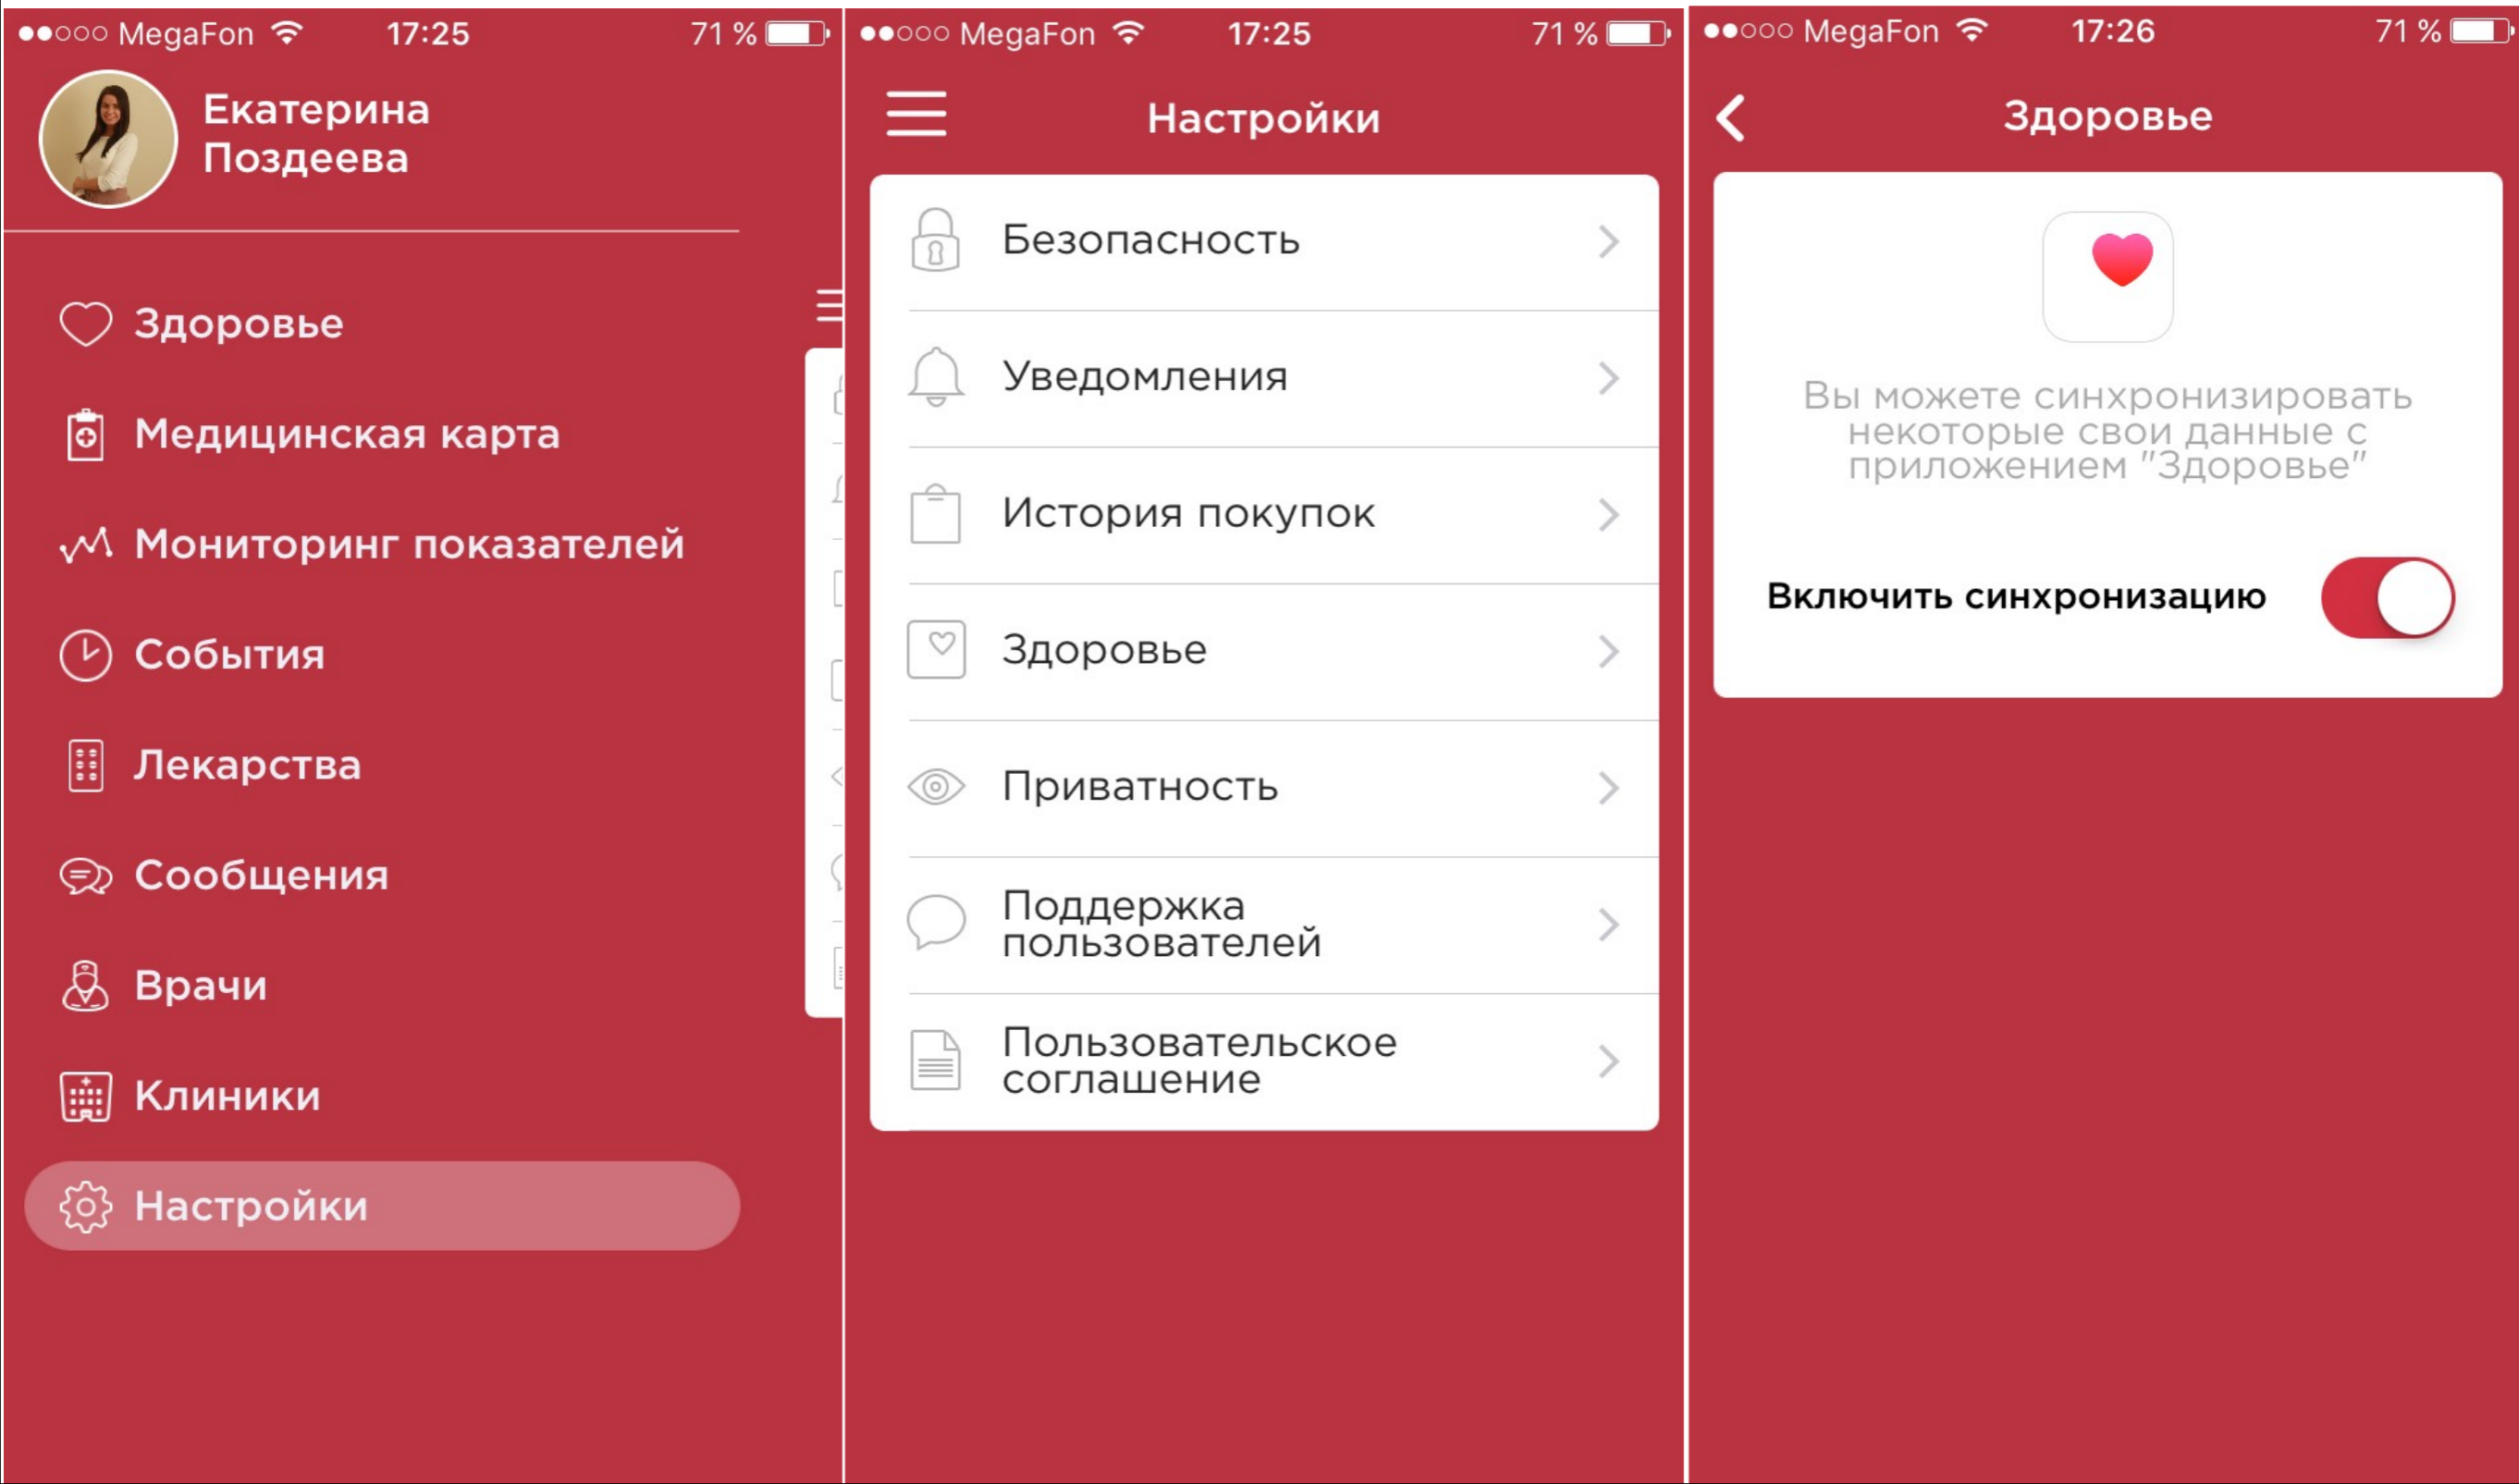 MegaFon 17:25 71 %
Екатерина
Поздеева
Здоровье
Медицинская карта
Мониторинг показателей
События
Лекарства
Сообщения
Врачи
Клиники
Настройки
MegaFon 17:25 71 %
Настройки
Безопасность
Уведомления
История покупок
Здоровье
Приватность
Поддержка
пользователей
Пользовательское
соглашение
MegaFon 17:26 71 %
Здоровье
Вы можете синхронизировать
некоторые свои данные с
приложением "Здоровье"
Включить синхронизацию